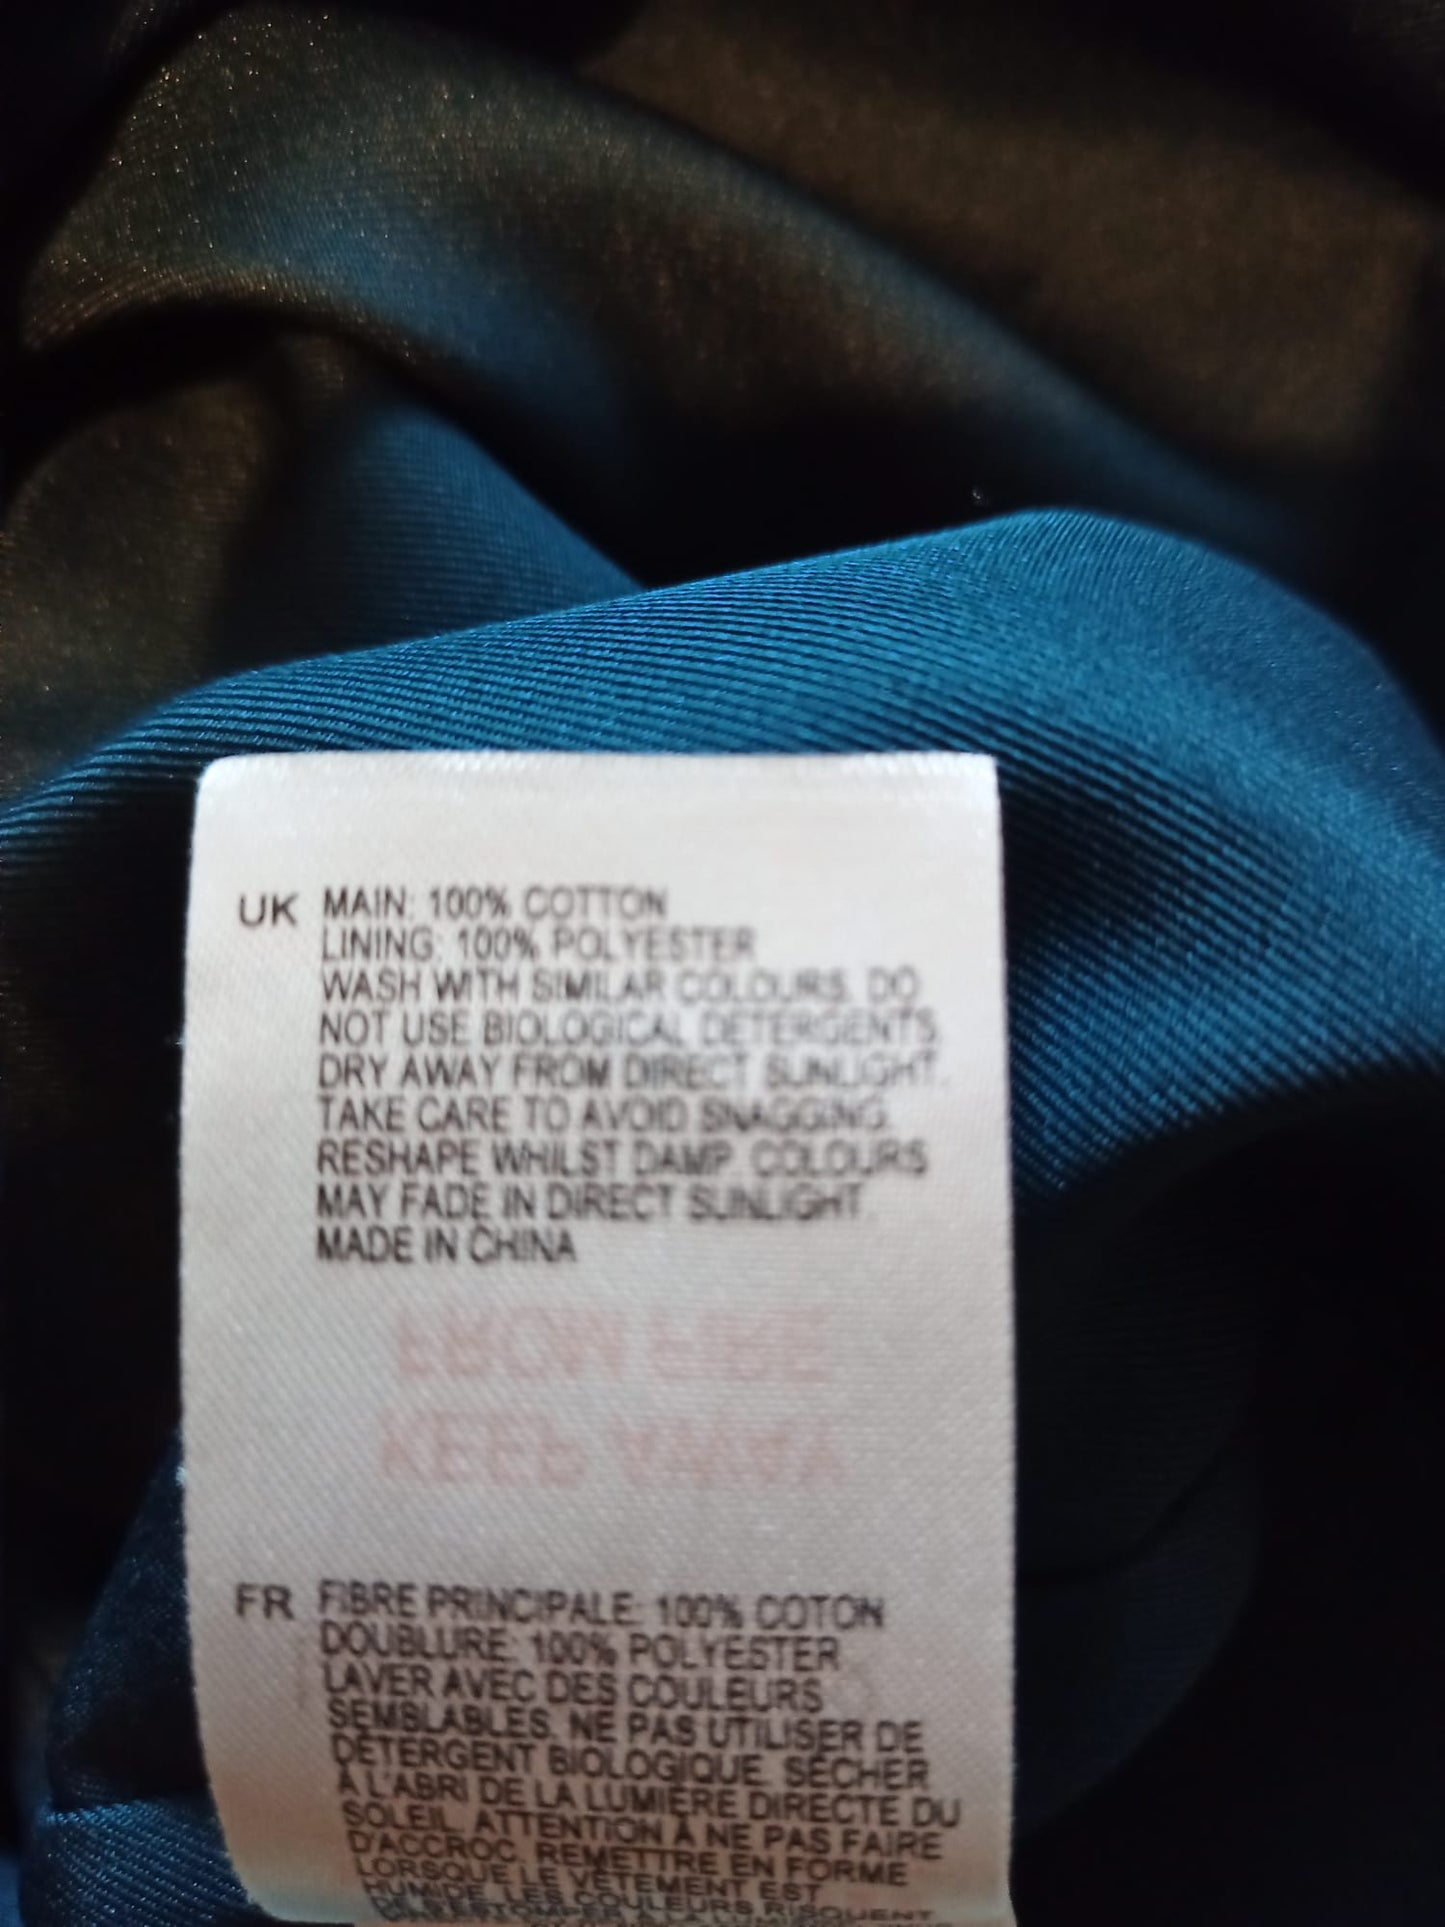 UK MAIN: 100% COTTON
LINING: 100% POLYESTER
WASH WITH SIMILAR COLOURS. DO
NOT USE BIOLOGICAL DETERGENTS.
DRY AWAY FROM DIRECT SUNLIGHT.
TAKE CARE TO AVOID SNAGGING.
RESHAPE WHILST DAMP. COLOURS
MAY FADE IN DIRECT SUNLIGHT.
MADE IN CHINA
FR FIBRE PRINCIPALE: 100% COTON
DOUBLURE: 100% POLYESTER
LAVER AVEC DES COULEURS
SEMBLABLES. NE PAS UTILISER DE
DÉTERGENT BIOLOGIQUE. SÉCHER
À L'ABRI DE LA LUMIÈRE DIRECTE DU
SOLEIL. ATTENTION À NE PAS FAIRE
D'ACCROC. REMETTRE EN FORME
LORSQUE LE VÊTEMENT EST
HUMIDE. LES COULEURS RISQUENT